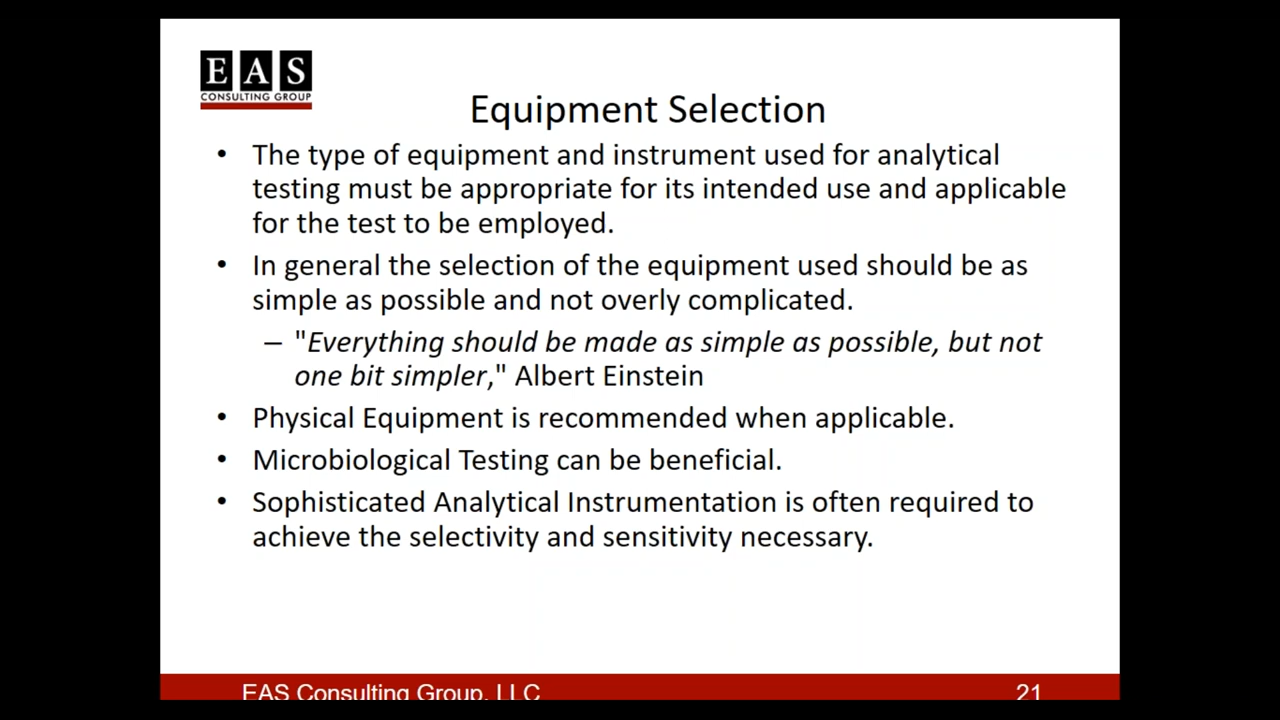 EAS
CONSULTING GROUP
Equipment Selection
• The type of equipment and instrument used for analytical
testing must be appropriate for its intended use and applicable
for the test to be employed.
• In general the selection of the equipment used should be as
simple as possible and not overly complicated.
– "Everything should be made as simple as possible, but not
one bit simpler," Albert Einstein
• Physical Equipment is recommended when applicable.
• Microbiological Testing can be beneficial.
• Sophisticated Analytical Instrumentation is often required to
achieve the selectivity and sensitivity necessary.
EAS Consulting Group, LLC
21